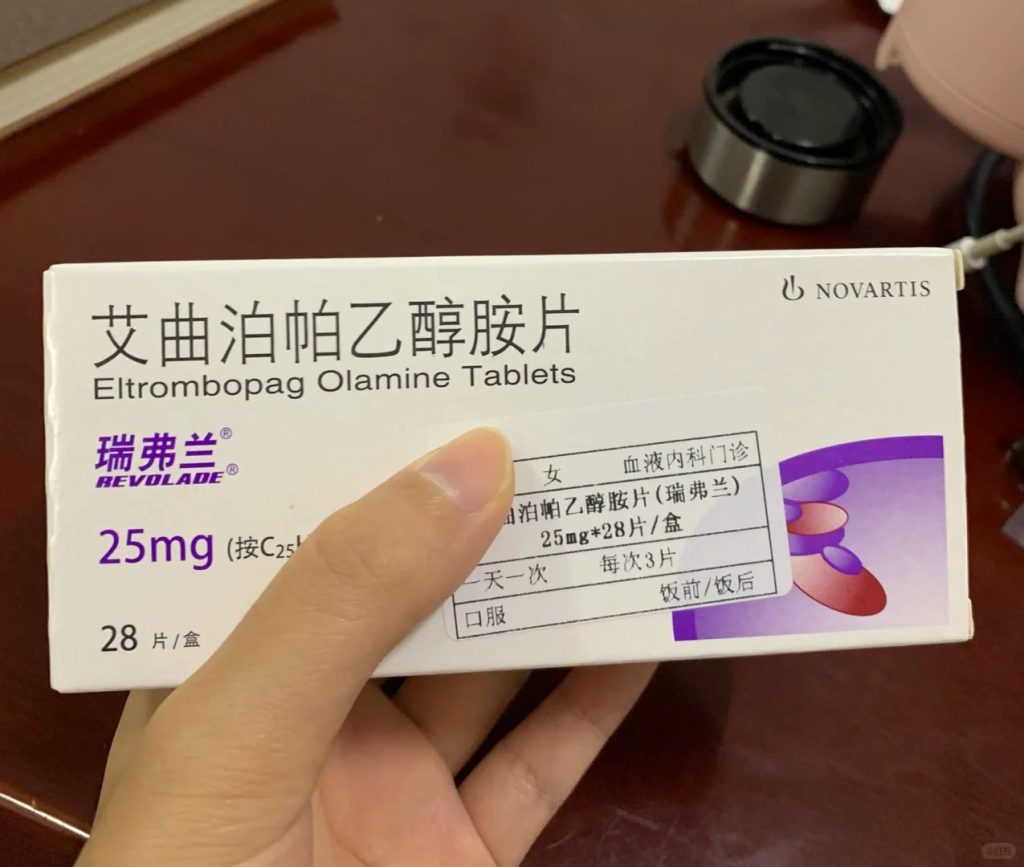 艾曲泊帕乙醇胺片
Eltrombopag Olamine Tablets
NOVARTIS
瑞弗兰®
REVOLADE®
25mg (按C₂₅
28 片/盒
女 血液内科门诊
泊帕乙醇胺片(瑞弗兰)
25mg*28片/盒
一天一次 每次3片
口服 饭前/饭后
小红书